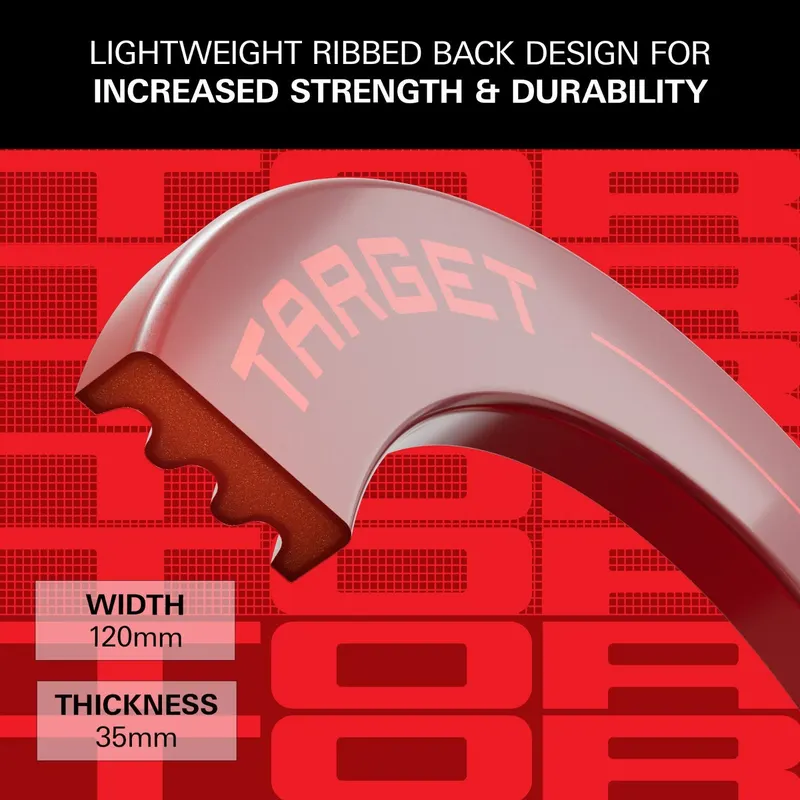 LIGHTWEIGHT RIBBED BACK DESIGN FOR
INCREASED STRENGTH & DURABILITY
TARGET
WIDTH
120mm
THICKNESS
35mm